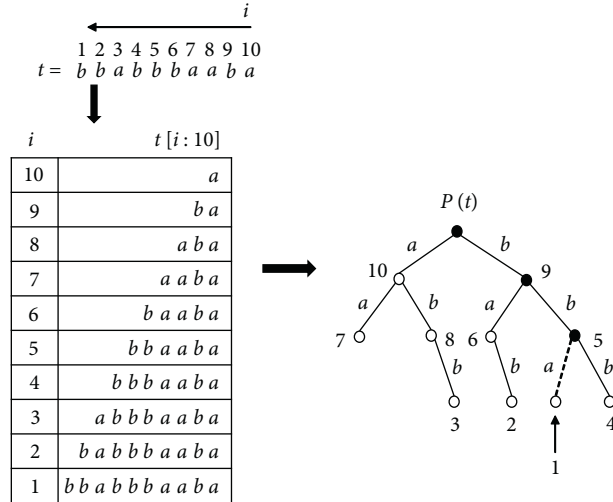 i
1 2 3 4 5 6 7 8 9 10
t = b b a b b b a a b a
i t [i : 10]
10 a
9 b a
8 a b a
7 a a b a
6 b a a b a
5 b b a a b a
4 b b b a a b a
3 a b b b a a b a
2 b a b b b a a b a
1 b b a b b b a a b a
P (t)
a b
10 9
a b a b
7 8 6 5
b b a b
3 2 4
1